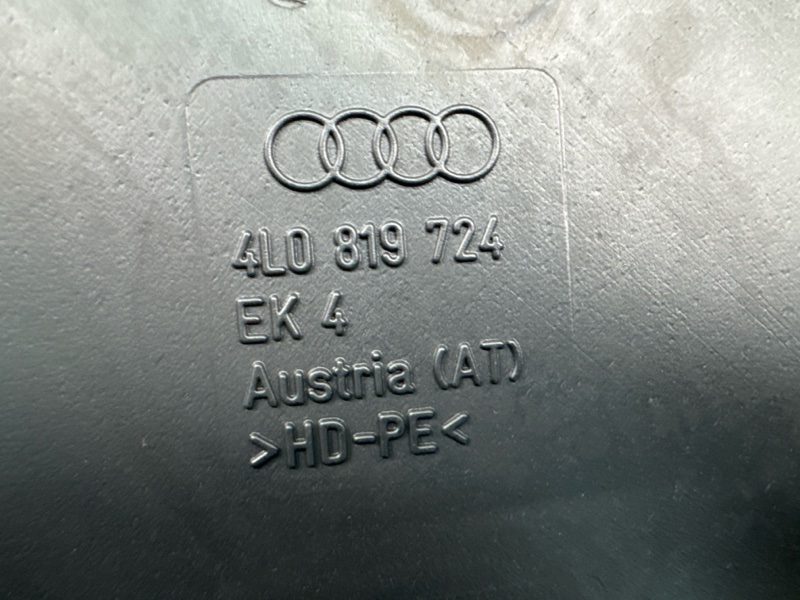 4L0 819 724
EK 4
Austria (AT)
>HD-PE<